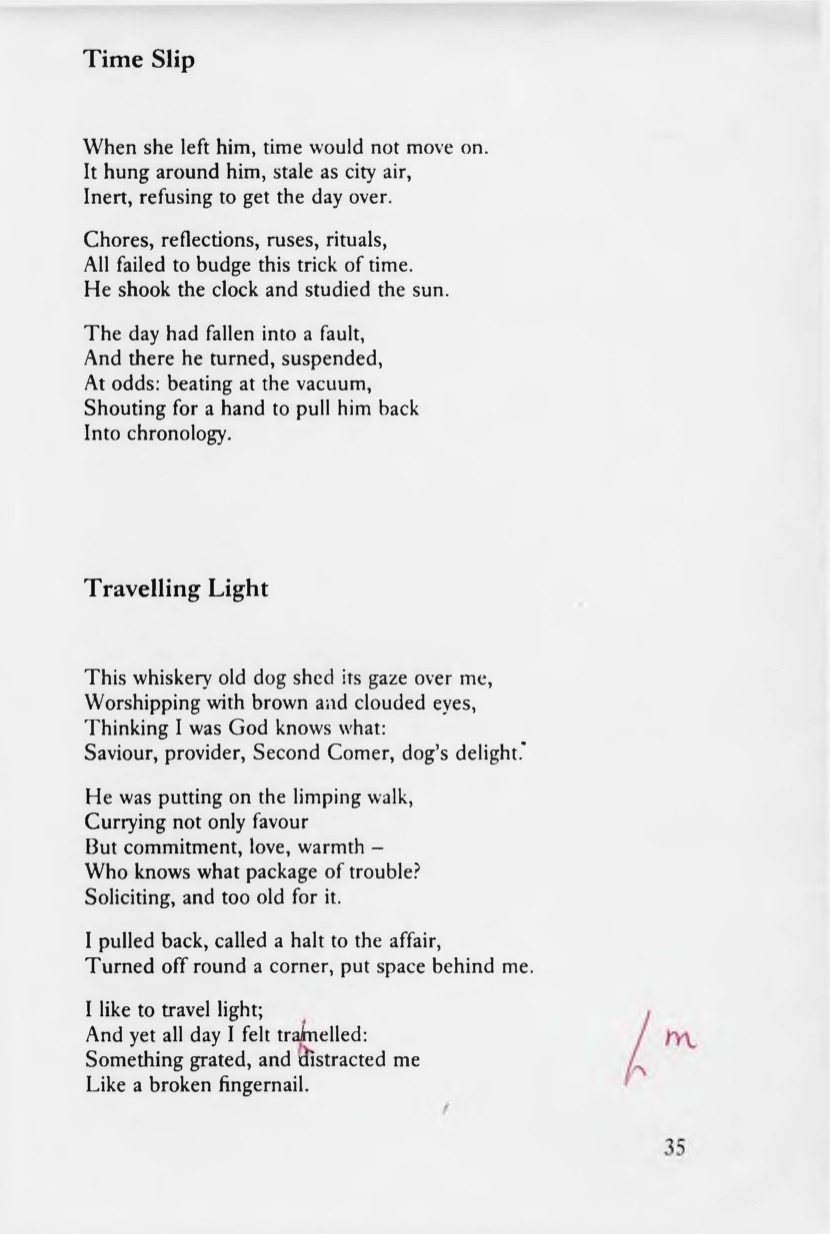 Time Slip
When she left him, time would not move on.
It hung around him, stale as city air,
Inert, refusing to get the day over.
Chores, reflections, ruses, rituals,
All failed to budge this trick of time.
He shook the clock and studied the sun.
The day had fallen into a fault,
And there he turned, suspended,
At odds: beating at the vacuum,
Shouting for a hand to pull him back
Into chronology.
Travelling Light
This whiskery old dog shed its gaze over me,
Worshipping with brown and clouded eyes,
Thinking I was God knows what:
Saviour, provider, Second Comer, dog's delight.
He was putting on the limping walk,
Currying not only favour
But commitment, love, warmth –
Who knows what package of trouble?
Soliciting, and too old for it.
I pulled back, called a halt to the affair,
Turned off round a corner, put space behind me.
I like to travel light;
And yet all day I felt tramelled: m
Something grated, and distracted me
Like a broken fingernail.
35